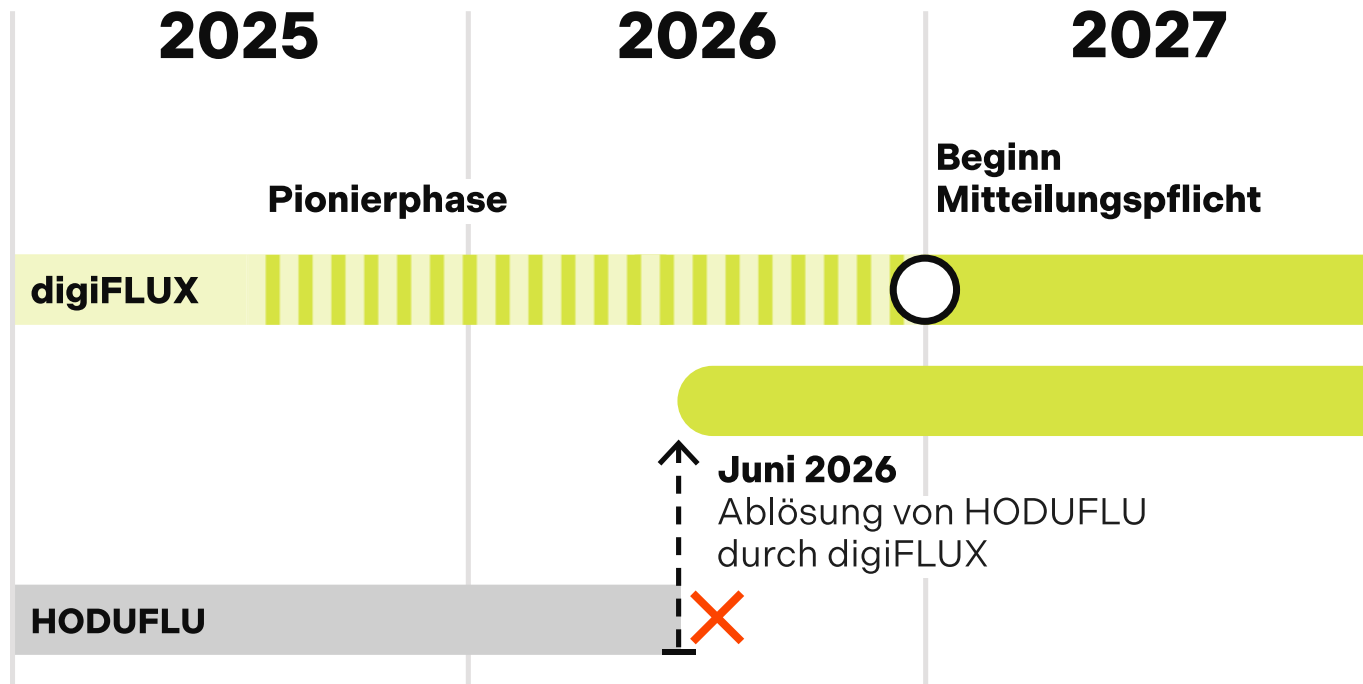 2025 2026 2027
Beginn
Mitteilungspflicht
Pionierphase
digiFLUX
Juni 2026
Ablösung von HODUFLU
durch digiFLUX
HODUFLU